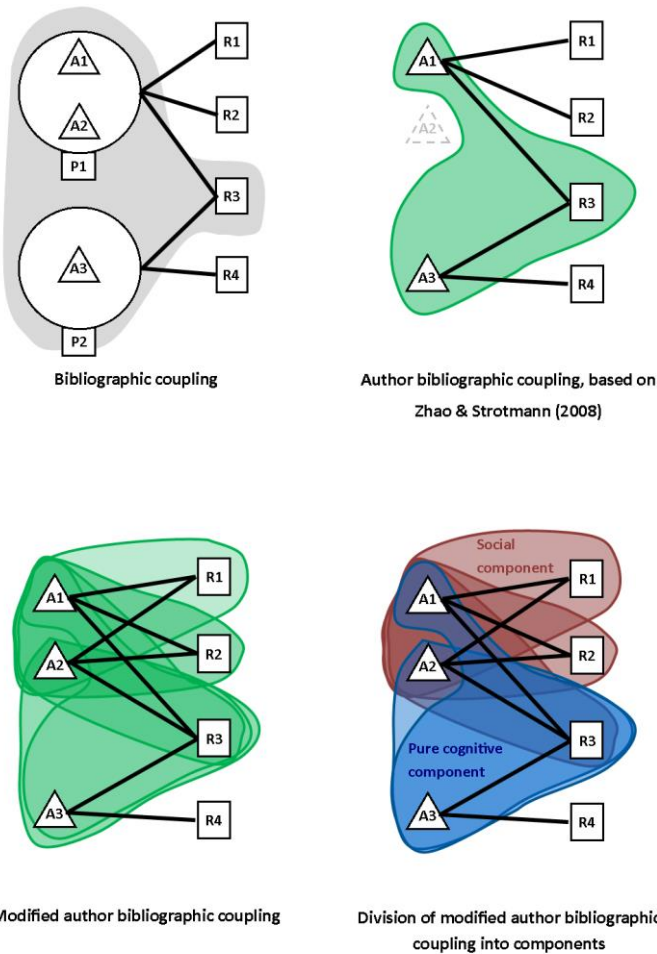 A1
A2
P1
A3
P2
R1
R2
R3
R4
Bibliographic coupling
A1
A2
A3
R1
R2
R3
R4
Author bibliographic coupling, based on
Zhao & Strotmann (2008)
A1
A2
A3
R1
R2
R3
R4
Modified author bibliographic coupling
Social
component
A1
A2
R1
R2
R3
Pure cognitive
component
A3
R4
Division of modified author bibliographic
coupling into components